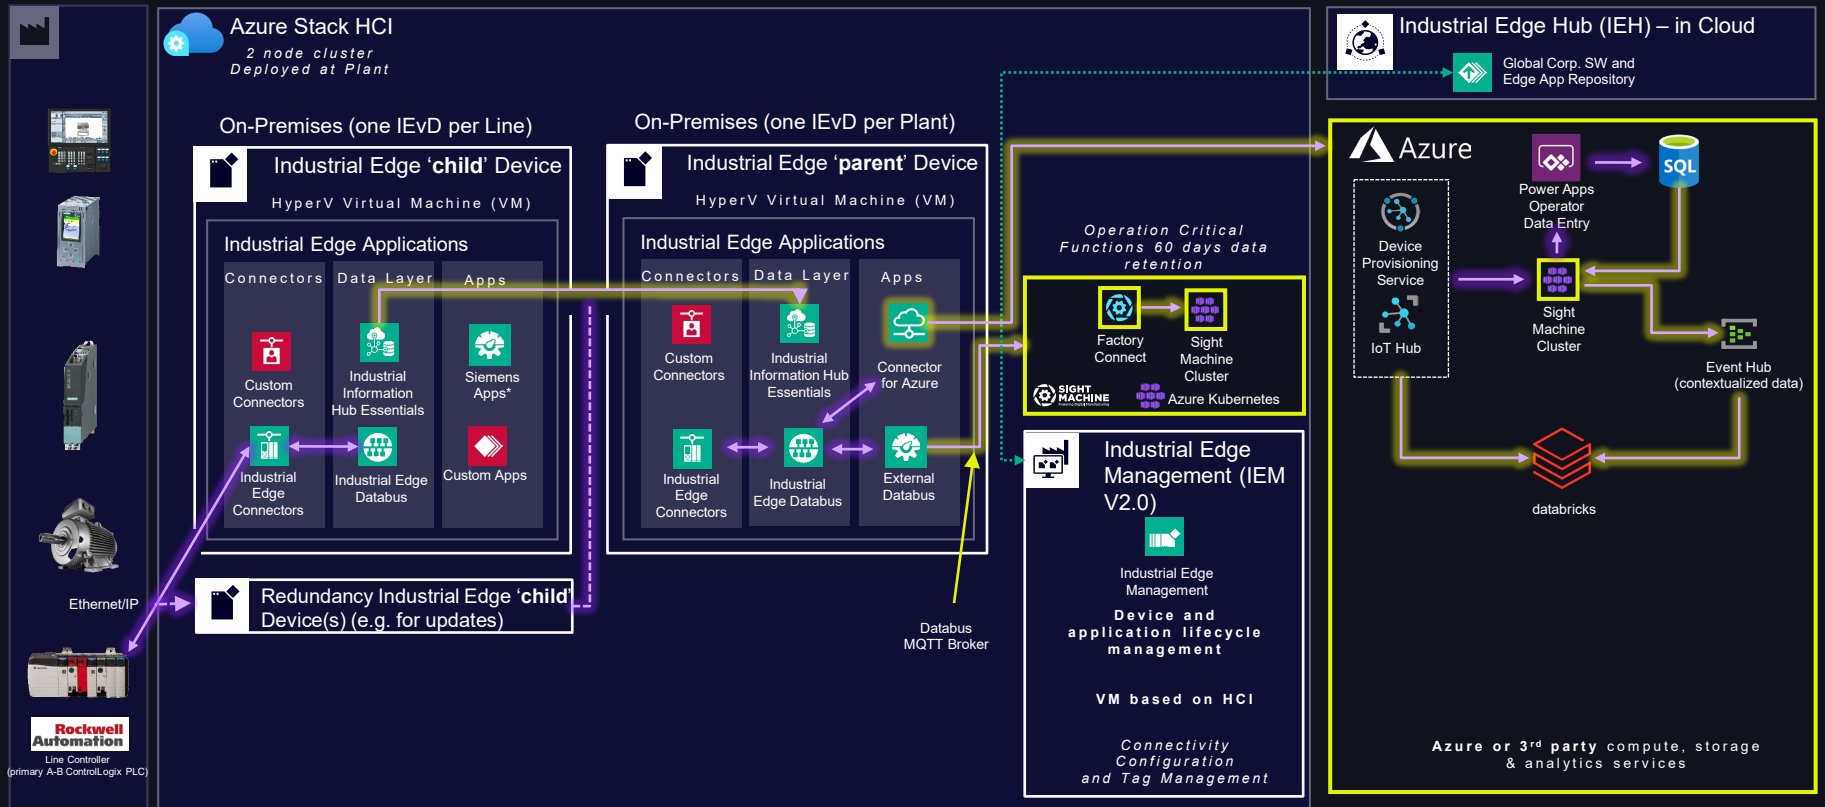 Ethernet/IP
Rockwell
Automation
Line Controller
(primary A-B ControlLogix PLC)
Azure Stack HCI
2 node cluster
Deployed at Plant
On-Premises (one IEvD per Line)
Industrial Edge ‘child’ Device
HyperV Virtual Machine (VM)
Industrial Edge Applications
Connectors
Data Layer
Apps
Custom
Connectors
Industrial
Information
Hub Essentials
Siemens
Apps*
Industrial
Edge
Connectors
Industrial Edge
Databus
Custom Apps
Redundancy Industrial Edge ‘child’
Device(s) (e.g. for updates)
On-Premises (one IEvD per Plant)
Industrial Edge ‘parent’ Device
HyperV Virtual Machine (VM)
Industrial Edge Applications
Connectors
Data Layer
Apps
Custom
Connectors
Industrial
Information Hub
Essentials
Connector
for Azure
Industrial
Edge
Connectors
Industrial
Edge Databus
External
Databus
Databus
MQTT Broker
Operation Critical
Functions 60 days data
retention
Factory
Connect
Sight
Machine
Cluster
SIGHT
MACHINE
Azure Kubernetes
Industrial Edge
Management (IEM
V2.0)
Industrial Edge
Management
Device and
application lifecycle
management
VM based on HCI
Connectivity
Configuration
and Tag Management
Industrial Edge Hub (IEH) – in Cloud
Global Corp. SW and
Edge App Repository
Azure
Device
Provisioning
Service
IoT Hub
Power Apps
Operator
Data Entry
SQL
Sight
Machine
Cluster
Event Hub
(contextualized data)
databricks
Azure or 3rd party compute, storage
& analytics services